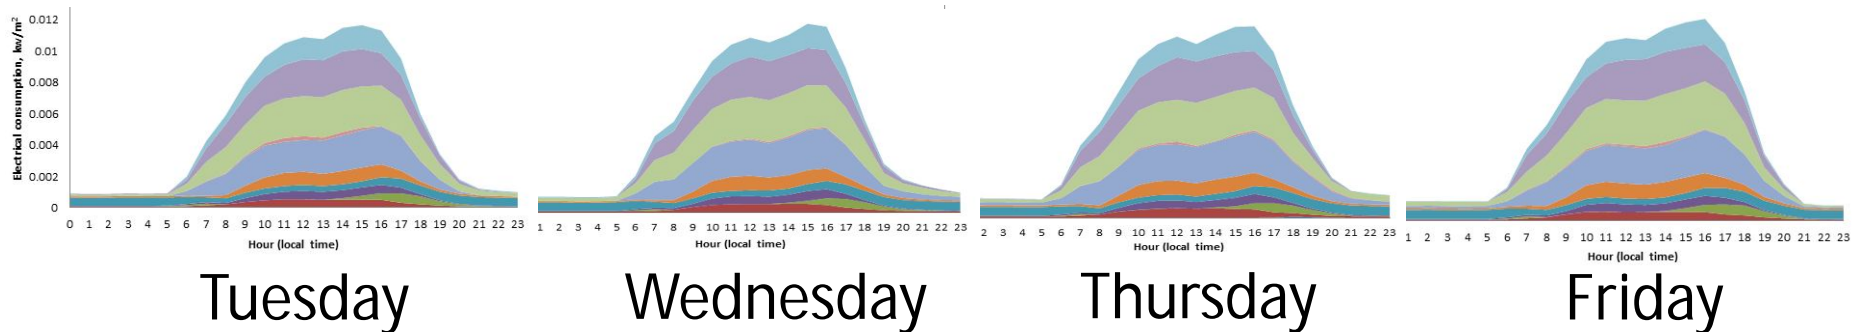 Electrical consumption, kw/m²
0.012
0.01
0.008
0.006
0.004
0.002
0
0 1 2 3 4 5 6 7 8 9 10 11 12 13 14 15 16 17 18 19 20 21 22 23
Hour (local time)
Tuesday
1 2 3 4 5 6 7 8 9 10 11 12 13 14 15 16 17 18 19 20 21 22 23
Hour (local time)
Wednesday
2 3 4 5 6 7 8 9 10 11 12 13 14 15 16 17 18 19 20 21 22 23
Hour (local time)
Thursday
1 2 3 4 5 6 7 8 9 10 11 12 13 14 15 16 17 18 19 20 21 22 23
Hour (local time)
Friday